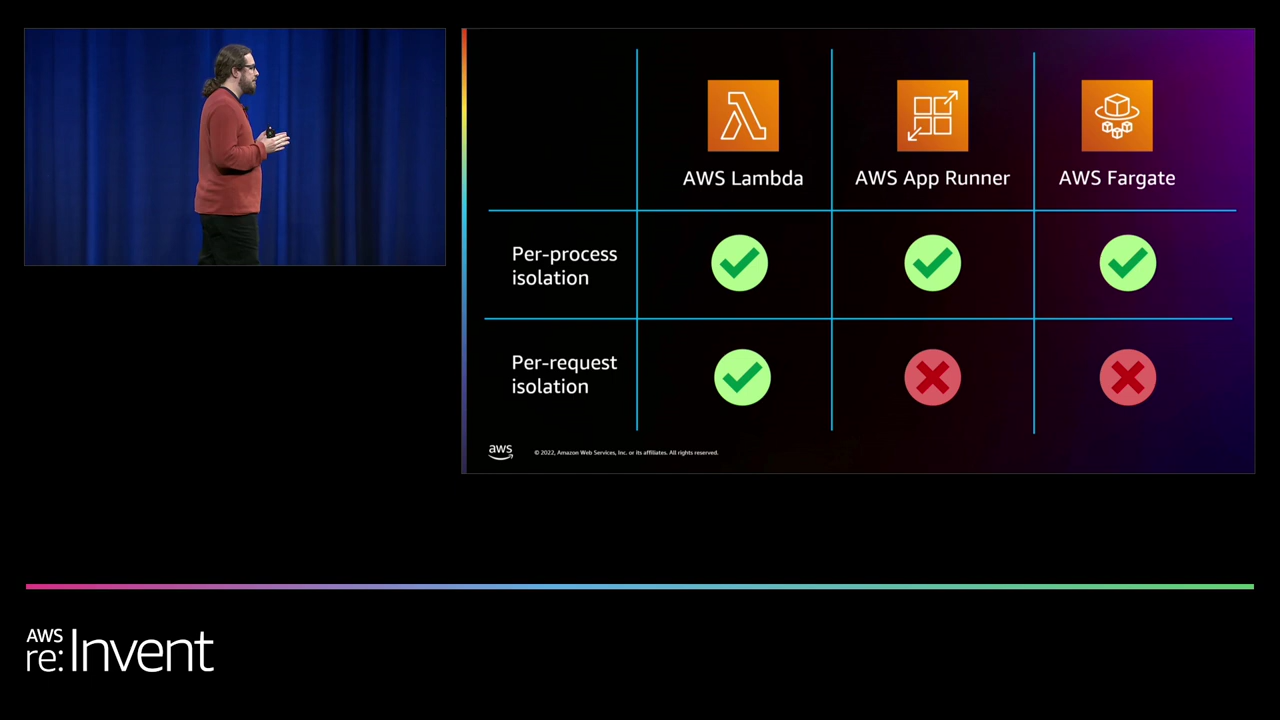 AWS Lambda
AWS App Runner
AWS Fargate
Per-process
isolation
Per-request
isolation
aws
© 2022, Amazon Web Services, Inc. or its affiliates. All rights reserved.
AWS
re:Invent